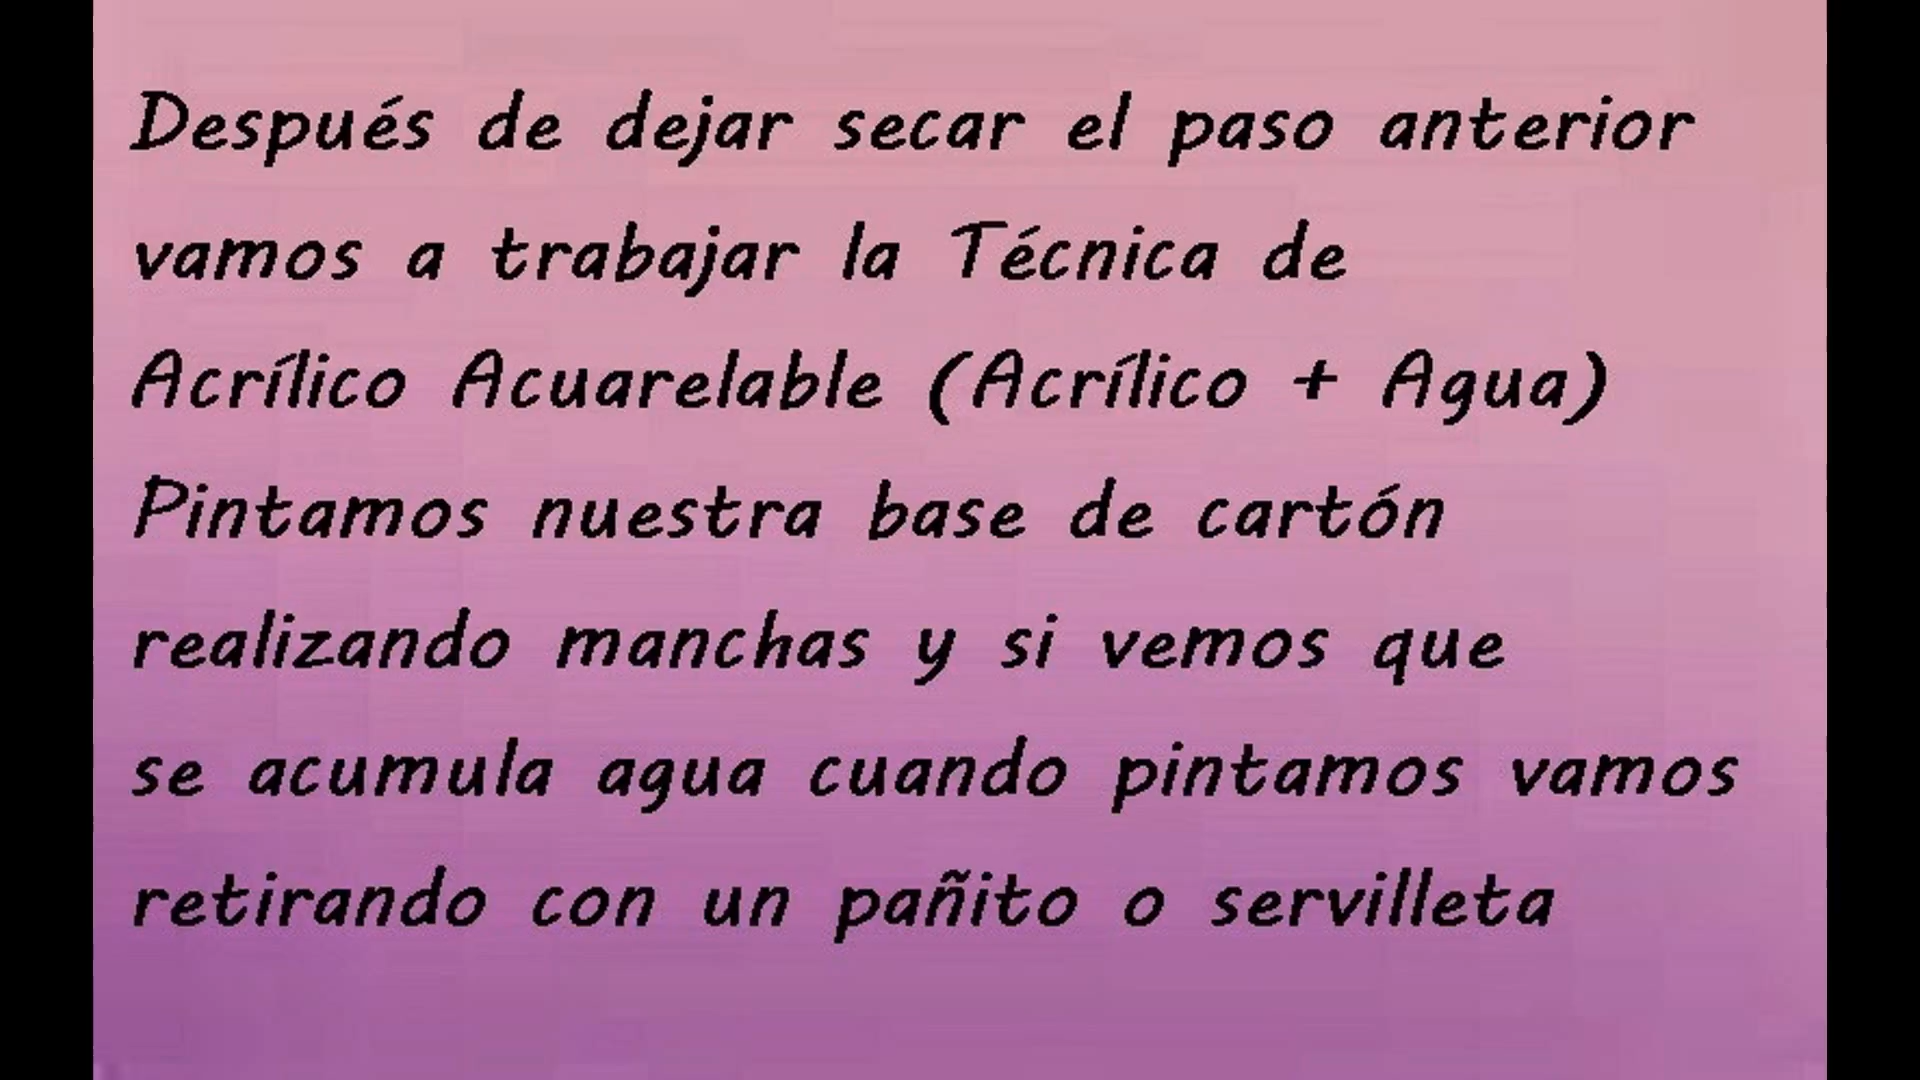 Después de dejar secar el paso anterior
vamos a trabajar la Técnica de
Acrílico Acuarelable (Acrílico + Agua)
Pintamos nuestra base de cartón
realizando manchas y si vemos que
se acumula agua cuando pintamos vamos
retirando con un pañito o servilleta